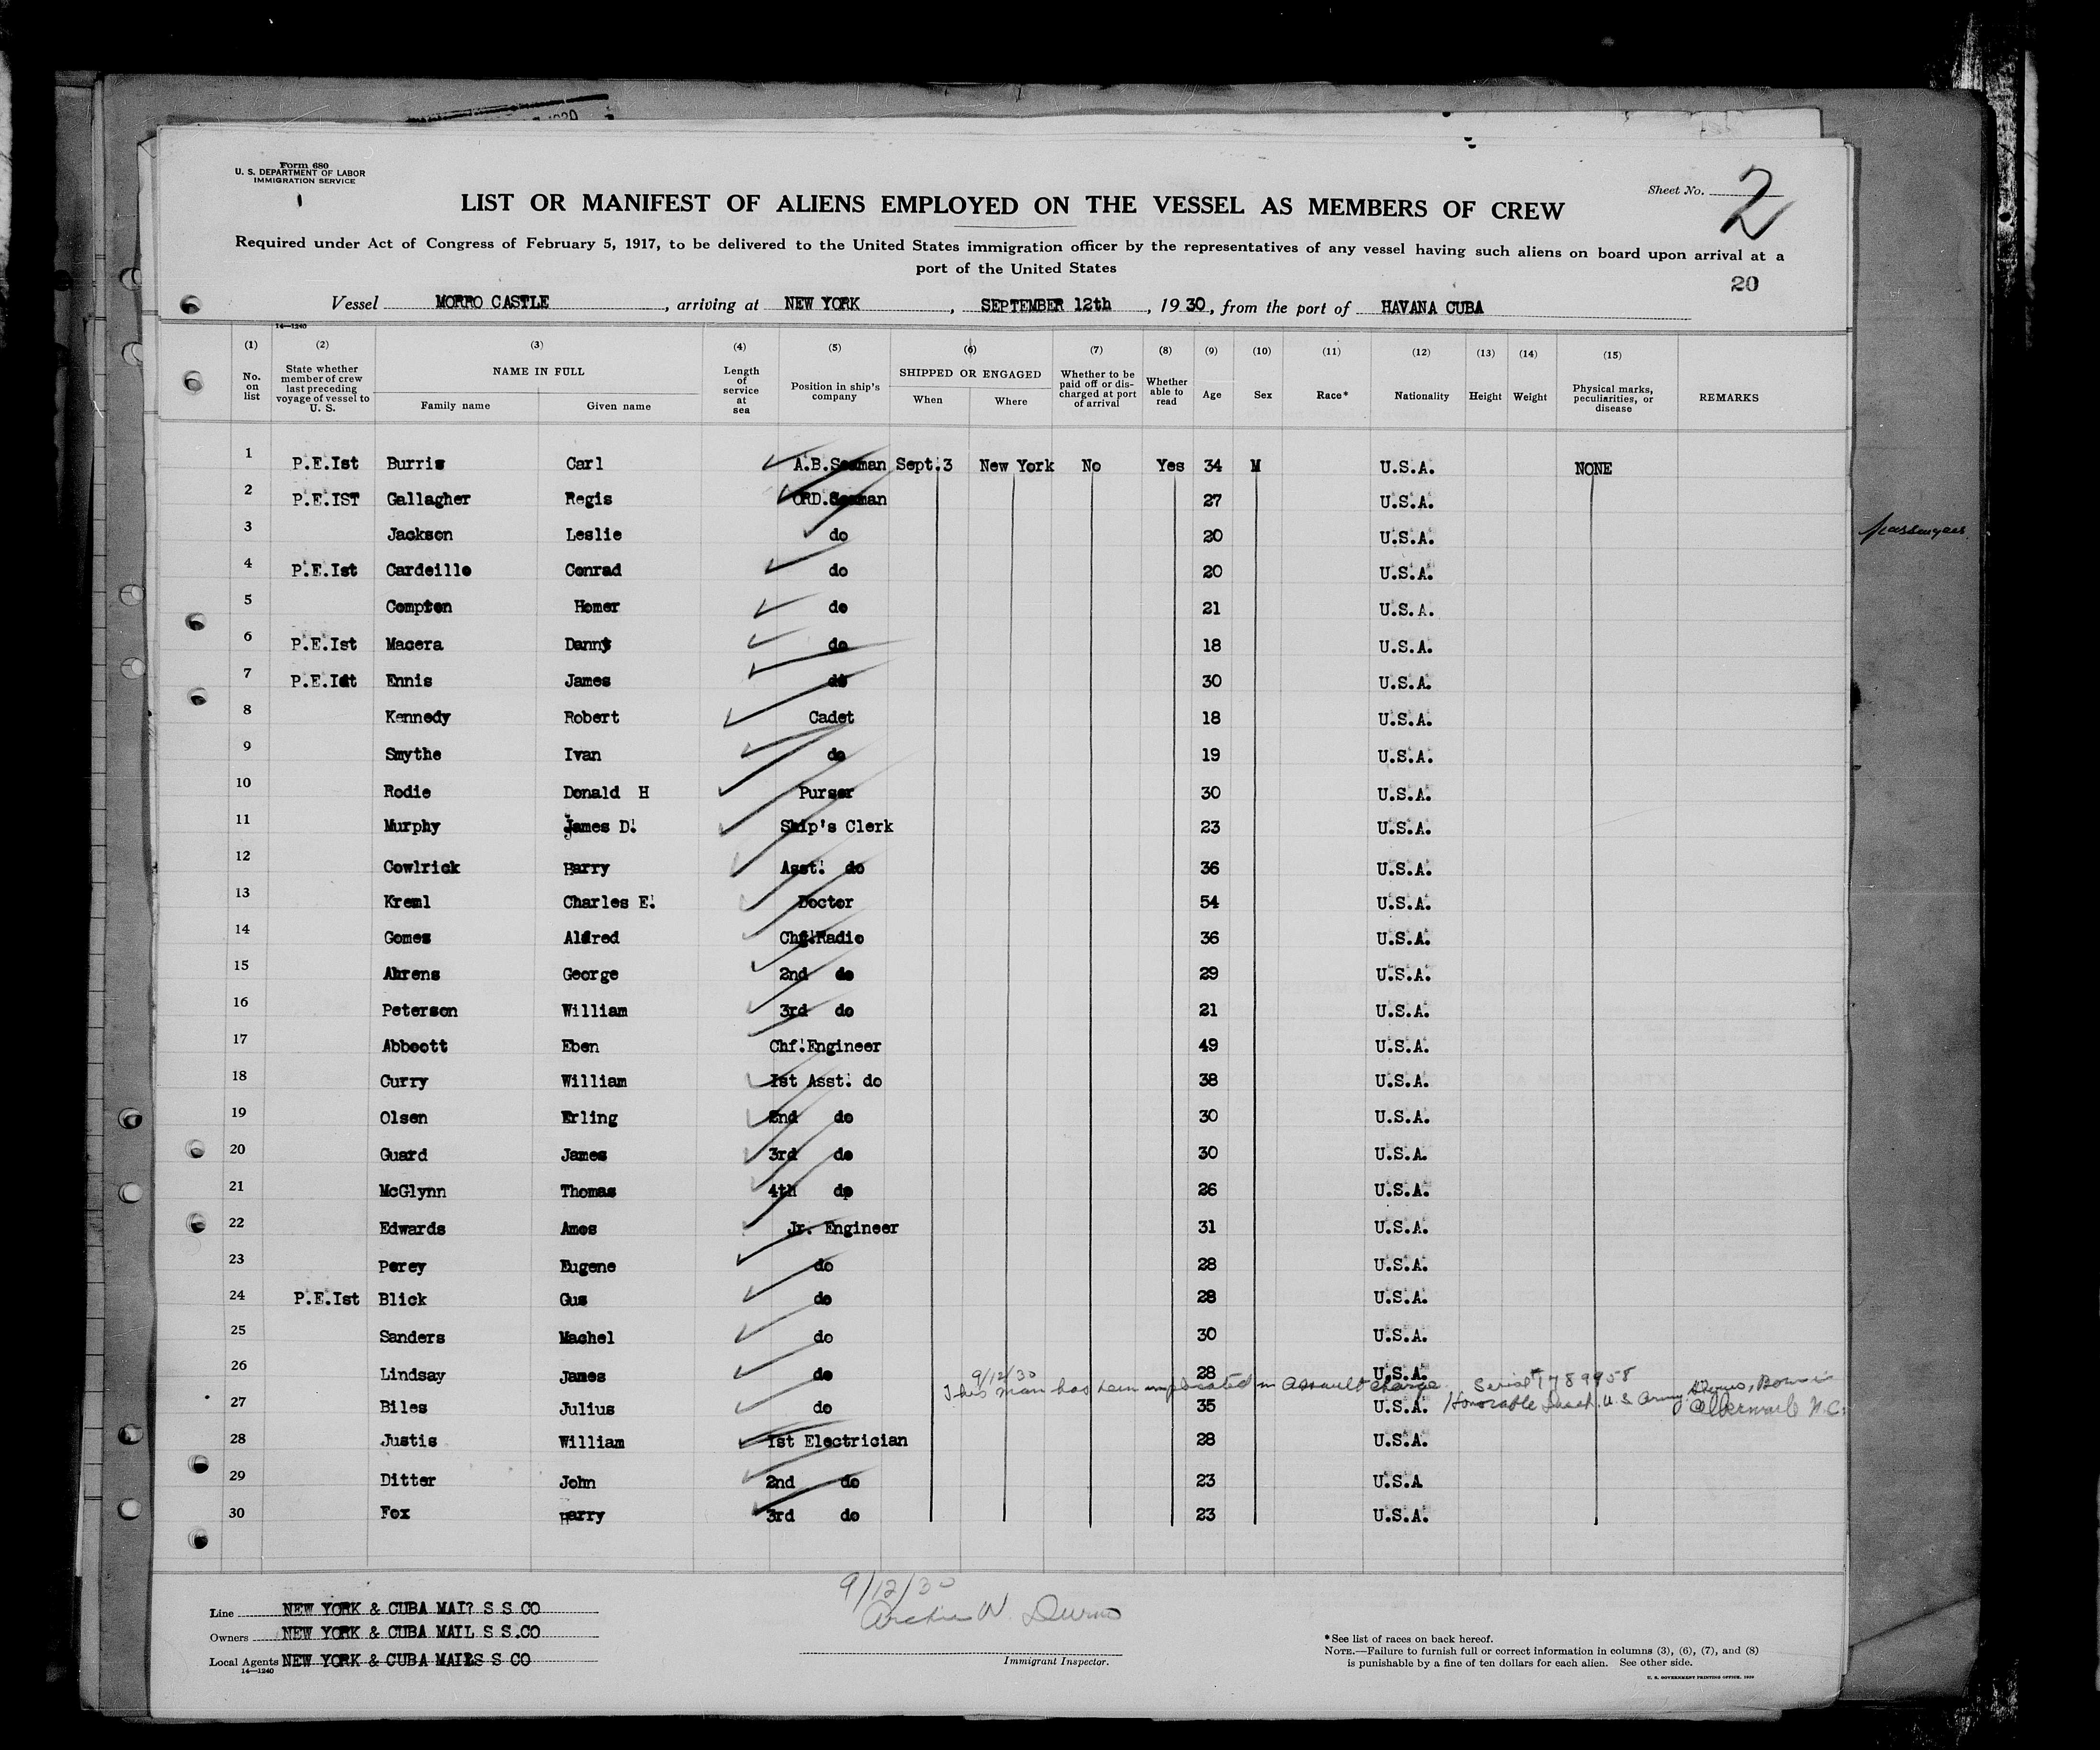 1930
Form 680
U. S. DEPARTMENT OF LABOR
IMMIGRATION SERVICE
Sheet No. 2
LIST OR MANIFEST OF ALIENS EMPLOYED ON THE VESSEL AS MEMBERS OF CREW
Required under Act of Congress of February 5, 1917, to be delivered to the United States immigration officer by the representatives of any vessel having such aliens on board upon arrival at a
port of the United States
20
Vessel MORRO CASTLE, arriving at NEW YORK, SEPTEMBER 12th, 1930, from the port of HAVANA CUBA
14—1240
(1) (2) (3) (4) (5) (6) (7) (8) (9) (10) (11) (12) (13) (14) (15)
No. on list State whether member of crew last preceding voyage of vessel to U. S. NAME IN FULL Family name Given name Length of service at sea Position in ship's company SHIPPED OR ENGAGED When Where Whether to be paid off or discharged at port of arrival Whether able to read Age Sex Race* Nationality Height Weight Physical marks, peculiarities, or disease REMARKS
1 P.E.Ist Burris Carl A.B.Seaman Sept.3 New York No Yes 34 M U.S.A. NONE
2 P.E.IST Gallagher Regis ORD.Seaman 27 U.S.A.
3 Jackson Leslie do 20 U.S.A.
passengers
4 P.E.Ist Cardeille Conrad do 20 U.S.A.
5 Compton Homer do 21 U.S.A.
6 P.E.Ist Macera Danny do 18 U.S.A.
7 P.E.Ist Ennis James do 30 U.S.A.
8 Kennedy Robert Cadet 18 U.S.A.
9 Smythe Ivan do 19 U.S.A.
10 Rodie Donald H Purser 30 U.S.A.
11 Murphy James D. Ship's Clerk 23 U.S.A.
12 Cowlrick Harry Asst. do 36 U.S.A.
13 Kreml Charles E. Doctor 54 U.S.A.
14 Gomes Alfred Chf.Radio 36 U.S.A.
15 Ahrens George 2nd do 29 U.S.A.
16 Peterson William 3rd do 21 U.S.A.
17 Abboott Eben Chf.Engineer 49 U.S.A.
18 Curry William Ist Asst. do 38 U.S.A.
19 Olsen Erling 2nd do 30 U.S.A.
20 Guard James 3rd do 30 U.S.A.
21 McGlynn Thomas 4th do 26 U.S.A.
22 Edwards Amos Jr. Engineer 31 U.S.A.
23 Perey Eugene do 28 U.S.A.
24 P.E.Ist Blick Gus do 28 U.S.A.
25 Sanders Machel do 30 U.S.A.
26 Lindsay James do 28 U.S.A.
9/12/30
This man has been implicated in assault charge Serial # 1789958
27 Biles Julius do 35 U.S.A. Honorable Disch. U.S Army Albermarle N.C.
28 Justis William Ist Electrician 28 U.S.A.
29 Ditter John 2nd do 23 U.S.A
30 Fox Harry 3rd do 23 U.S.A.
Line NEW YORK & CUBA MAI? S S CO
Owners NEW YORK & CUBA MAIL S S.CO
Local Agents NEW YORK & CUBA MAILS S CO
14—1240
9/12/30
Archie W. Durno
Immigrant Inspector.
*See list of races on back hereof.
NOTE.—Failure to furnish full or correct information in columns (3), (6), (7), and (8)
is punishable by a fine of ten dollars for each alien. See other side.
U. S. GOVERNMENT PRINTING OFFICE. 1929